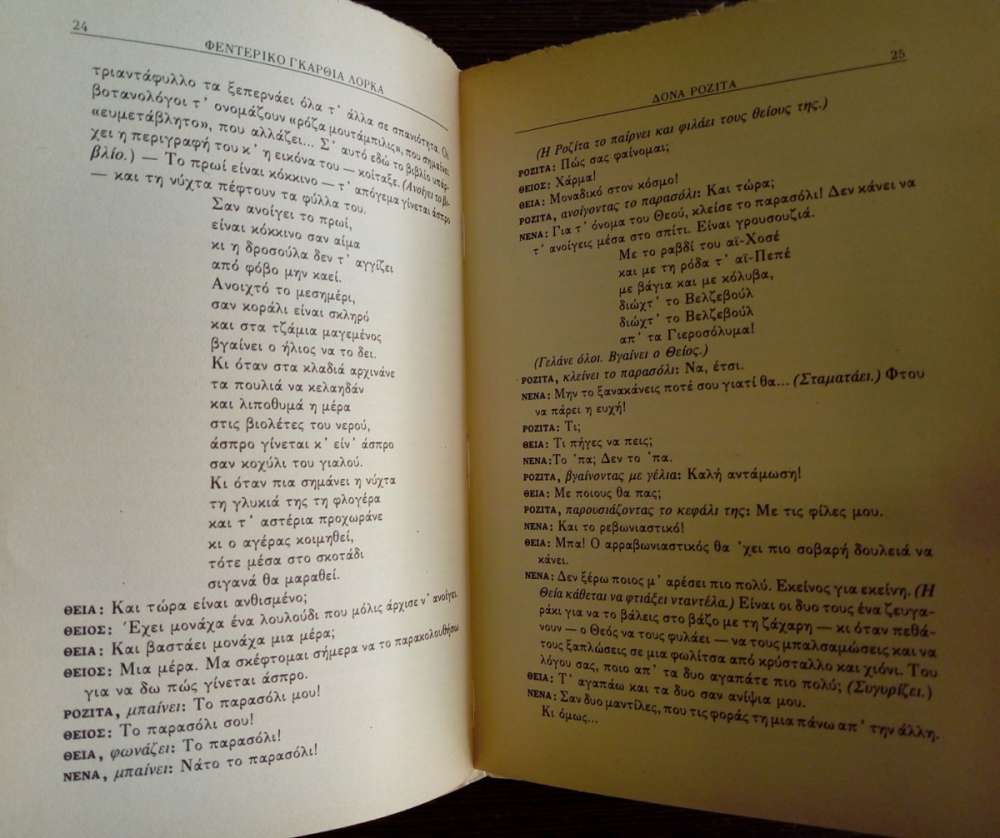 24
ΦΕΝΤΕΡΙΚΟ ΓΚΑΡΘΙΑ ΛΟΡΚΑ
τριαντάφυλλο τα ξεπερνάει όλα τ' άλλα σε σπανιότητα. Οι
βοτανολόγοι τ' ονομάζουν «ρόζα μουτάμπιλις», που σημαίνει
«ευμετάβλητο», που αλλάζει... Σ' αυτό εδώ το βιβλίο υπάρ-
χει η περιγραφή του κ' η εικόνα του — κοίταξε. (Ανοίγει το βι-
βλίο.) — Το πρωί είναι κόκκινο — τ' απόγεμα γίνεται άσπρο
— και τη νύχτα πέφτουν τα φύλλα του.
Σαν ανοίγει το πρωί,
είναι κόκκινο σαν αίμα
κι η δροσούλα δεν τ' αγγίζει
από φόβο μην καεί.
Ανοιχτό το μεσημέρι,
σαν κοράλι είναι σκληρό
και στα τζάμια μαγεμένος
βγαίνει ο ήλιος να το δει.
Κι όταν στα κλαδιά αρχινάνε
τα πουλιά να κελαηδάν
και λιποθυμά η μέρα
στις βιολέτες του νερού,
άσπρο γίνεται κ' είν' άσπρο
σαν κοχύλι του γιαλού.
Κι όταν πια σημάνει η νύχτα
τη γλυκιά της τη φλογέρα
και τ' αστέρια προχωράνε
κι ο αγέρας κοιμηθεί,
τότε μέσα στο σκοτάδι
σιγανά θα μαραθεί.
ΘΕΙΑ: Και τώρα είναι ανθισμένο;
ΘΕΙΟΣ: Έχει μονάχα ένα λουλούδι που μόλις άρχισε ν' ανοίγει.
ΘΕΙΑ: Και βαστάει μονάχα μια μέρα;
ΘΕΙΟΣ: Μια μέρα. Μα σκέφτομαι σήμερα να το παρακολουθήσω
για να δω πώς γίνεται άσπρο.
ΡΟΖΙΤΑ, μπαίνει: Το παρασόλι μου!
ΘΕΙΟΣ: Το παρασόλι σου!
ΘΕΙΑ, φωνάζει: Το παρασόλι!
ΝΕΝΑ, μπαίνει: Νάτο το παρασόλι!
25
ΔΟΝΑ ΡΟΖΙΤΑ
(Η Ροζίτα το παίρνει και φιλάει τους θείους της.)
ΡΟΖΙΤΑ: Πώς σας φαίνομαι;
ΘΕΙΟΣ: Χάρμα!
ΘΕΙΑ: Μοναδικό στον κόσμο!
ΡΟΖΙΤΑ, ανοίγοντας το παρασόλι: Και τώρα;
ΝΕΝΑ: Για τ' όνομα του Θεού, κλείσε το παρασόλι! Δεν κάνει να
τ' ανοίγεις μέσα στο σπίτι. Είναι γρουσουζιά.
Με το ραβδί του αϊ-Χοσέ
και με τη ρόδα τ' αϊ-Πεπέ
με βάγια και με κόλυβα,
διώχτ' το Βελζεβούλ
διώχτ' το Βελζεβούλ
απ' τα Γιεροσόλυμα!
(Γελάνε όλοι. Βγαίνει ο Θείος.)
ΡΟΖΙΤΑ, κλείνει το παρασόλι: Να, έτσι.
ΝΕΝΑ: Μην το ξανακάνεις ποτέ σου γιατί θα... (Σταματάει.) Φτου
να πάρει η ευχή!
ΡΟΖΙΤΑ: Τι;
ΘΕΙΑ: Τι πήγες να πεις;
ΝΕΝΑ: Το 'πα; Δεν το 'πα.
ΡΟΖΙΤΑ, βγαίνοντας με γέλια: Καλή αντάμωση!
ΘΕΙΑ: Με ποιους θα πας;
ΡΟΖΙΤΑ, παρουσιάζοντας το κεφάλι της: Με τις φίλες μου.
ΝΕΝΑ: Και το ρεβωνιαστικό!
ΘΕΙΑ: Μπα! Ο αρραβωνιαστικός θα 'χει πιο σοβαρή δουλειά να
κάνει.
ΝΕΝΑ: Δεν ξέρω ποιος μ' αρέσει πιο πολύ. Εκείνος για εκείνη. (Η
Θεία κάθεται να φτιάξει νταντέλα.) Είναι οι δυο τους ένα ζευγα-
ράκι για να το βάλεις στο βάζο με τη ζάχαρη — κι όταν πεθά-
νουν — ο Θεός να τους φυλάει — να τους μπαλσαμώσεις και να
τους ξαπλώσεις σε μια φωλίτσα από κρύσταλλο και χιόνι. Του
λόγου σας, ποιο απ' τα δυο αγαπάτε πιο πολύ; (Συγυρίζει.)
ΘΕΙΑ: Τ' αγαπάω και τα δυο σαν ανίψια μου.
ΝΕΝΑ: Σαν δυο μαντίλες, που τις φοράς τη μια πάνω απ' την άλλη.
Κι όμως...